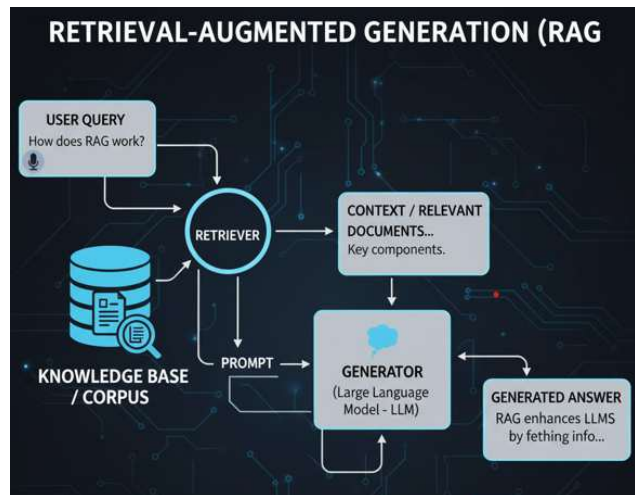 RETRIEVAL-AUGMENTED GENERATION (RAG
USER QUERY
How does RAG work?
RETRIEVER
CONTEXT / RELEVANT
DOCUMENTS...
Key components.
KNOWLEDGE BASE
/ CORPUS
PROMPT
GENERATOR
(Large Language
Model - LLM)
GENERATED ANSWER
RAG enhances LLMS
by fething info...